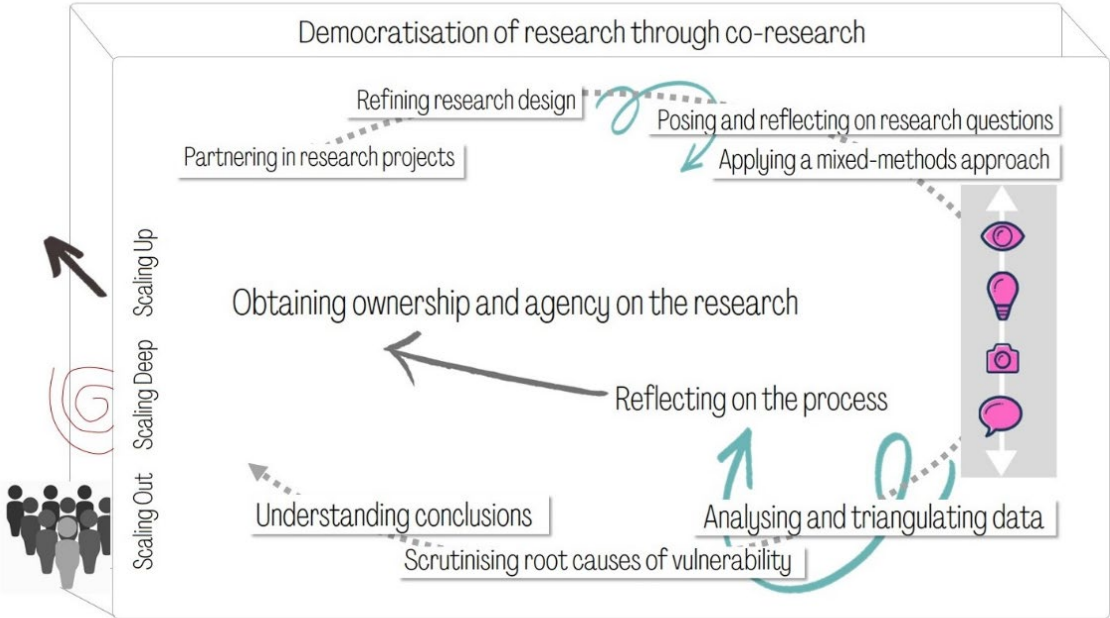 Democratisation of research through co-research
Refining research design
Posing and reflecting on research questions
Partnering in research projects
Applying a mixed-methods approach
Scaling Up
Obtaining ownership and agency on the research
Scaling Deep
Reflecting on the process
Scaling Out
Understanding conclusions
Analysing and triangulating data
Scrutinising root causes of vulnerability